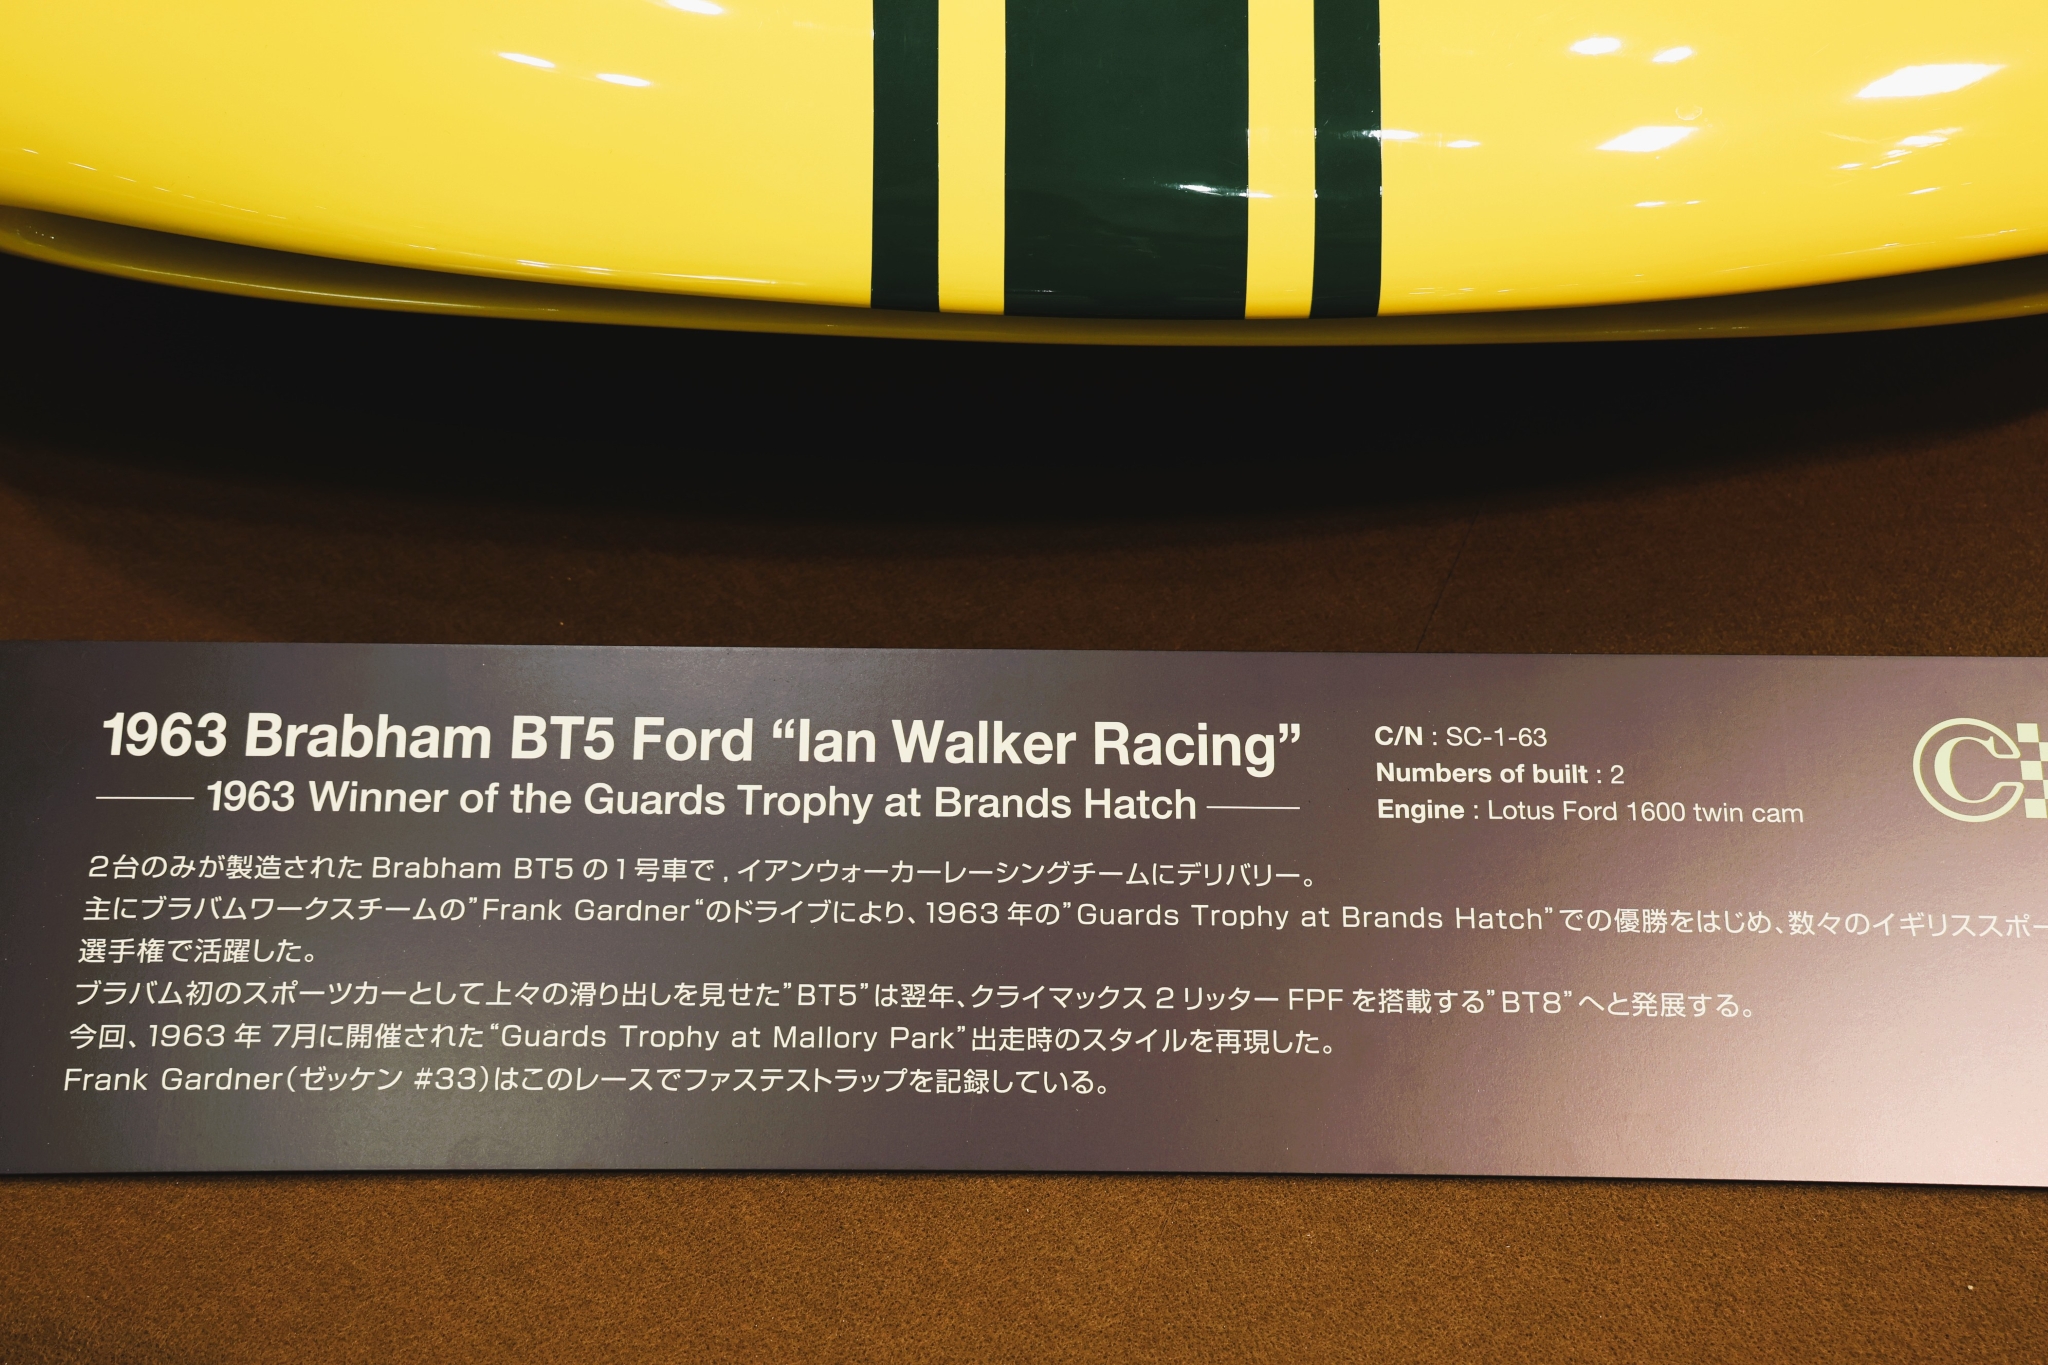 1963 Brabham BT5 Ford “Ian Walker Racing”
1963 Winner of the Guards Trophy at Brands Hatch
C/N : SC-1-63
Numbers of built : 2
Engine : Lotus Ford 1600 twin cam
C
2台のみが製造された Brabham BT5 の1号車で , イアンウォーカーレーシングチームにデリバリー。
主にブラバムワークスチームの”Frank Gardner“のドライブにより、1963 年の”Guards Trophy at Brands Hatch”での優勝をはじめ、数々のイギリススポー
選手権で活躍した。
ブラバム初のスポーツカーとして上々の滑り出しを見せた”BT5”は翌年、クライマックス 2 リッター FPF を搭載する”BT8”へと発展する。
今回、1963 年 7月に開催された“Guards Trophy at Mallory Park”出走時のスタイルを再現した。
Frank Gardner(ゼッケン #33)はこのレースでファステストラップを記録している。